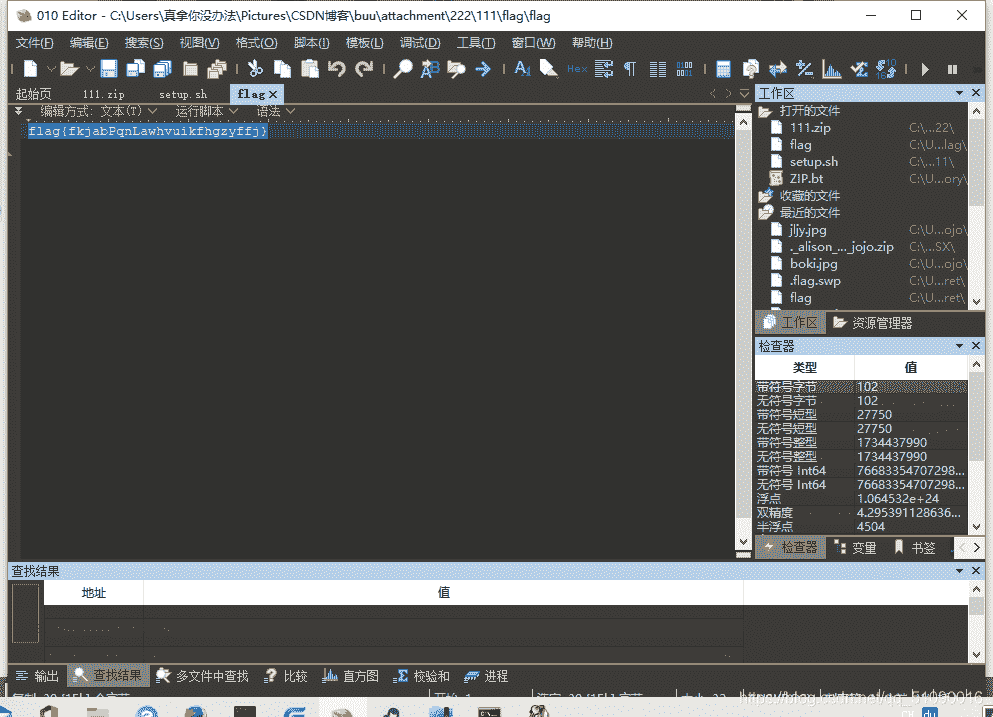 010 Editor - C:\Users\真拿你没办法\Pictures\CSDN博客\buu\attachment\222\111\flag\flag
文件(F) 编辑(E) 搜索(S) 视图(V) 格式(O) 脚本(I) 模板(L) 调试(D) 工具(T) 窗口(W) 帮助(H)
起始页 111.zip setup.sh flag
编辑方式: 文本(T) 运行脚本 语法
flag{fkjabPqnLawhvuikfhgzyffj}
工作区
打开的文件
111.zip C:\...22\
flag C:\U...lag\
setup.sh C:\...11\
ZIP.bt C:\U...ory\
收藏的文件
最近的文件
jljy.jpg C:\U...ojo\
._alison_..._jojo.zip C:\...SX\
boki.jpg C:\U...ojo\
.flag.swp C:\U...ret\
flag C:\U...ret\
工作区 资源管理器
检查器
类型 值
带符号字节 102
无符号字节 102
带符号短型 27750
无符号短型 27750
带符号整型 1734437990
无符号整型 1734437990
带符号 Int64 76683354707298...
无符号 Int64 76683354707298...
浮点 1.064532e+24
双精度 4.295391128636...
半浮点 4504
检查器 变量 书签
查找结果
地址 值
输出 查找结果 多文件中查找 比较 直方图 校验和 进程